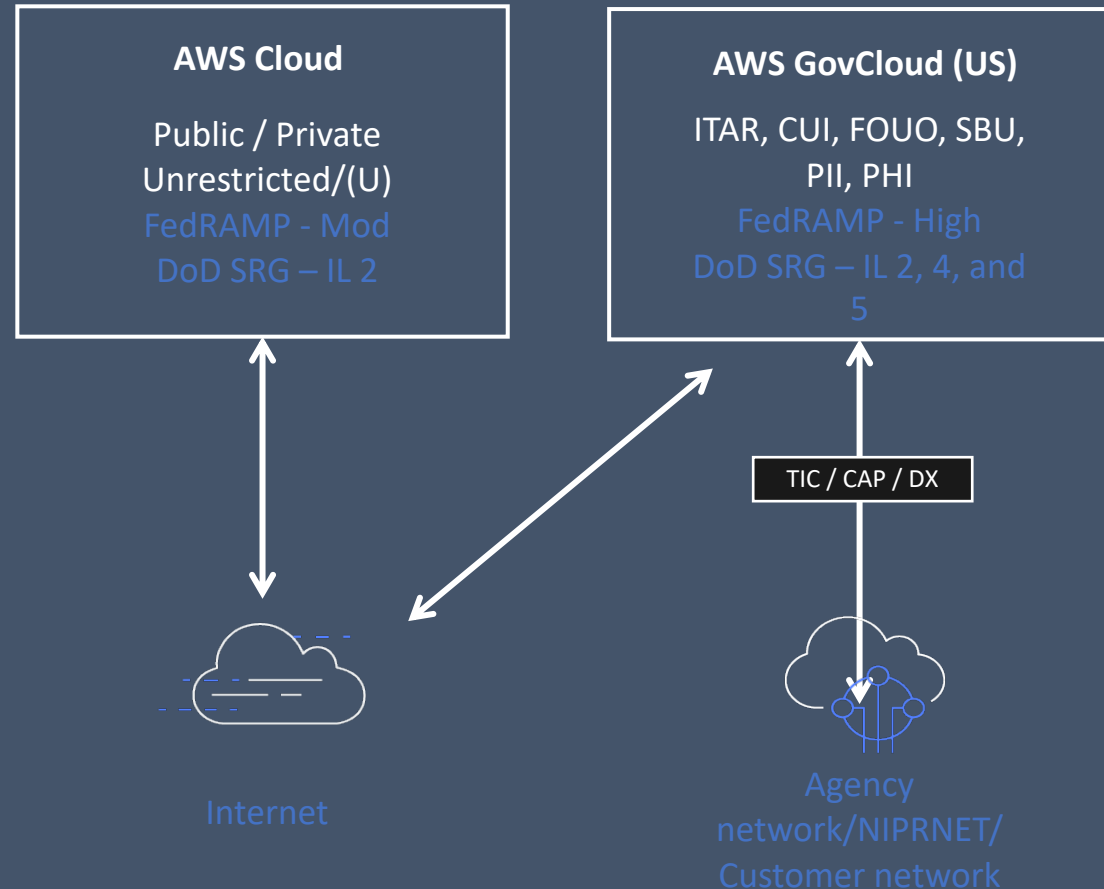 AWS Cloud
Public / Private
Unrestricted/(U)
FedRAMP - Mod
DoD SRG – IL 2
AWS GovCloud (US)
ITAR, CUI, FOUO, SBU,
PII, PHI
FedRAMP - High
DoD SRG – IL 2, 4, and
5
TIC / CAP / DX
Internet
Agency
network/NIPRNET/
Customer network